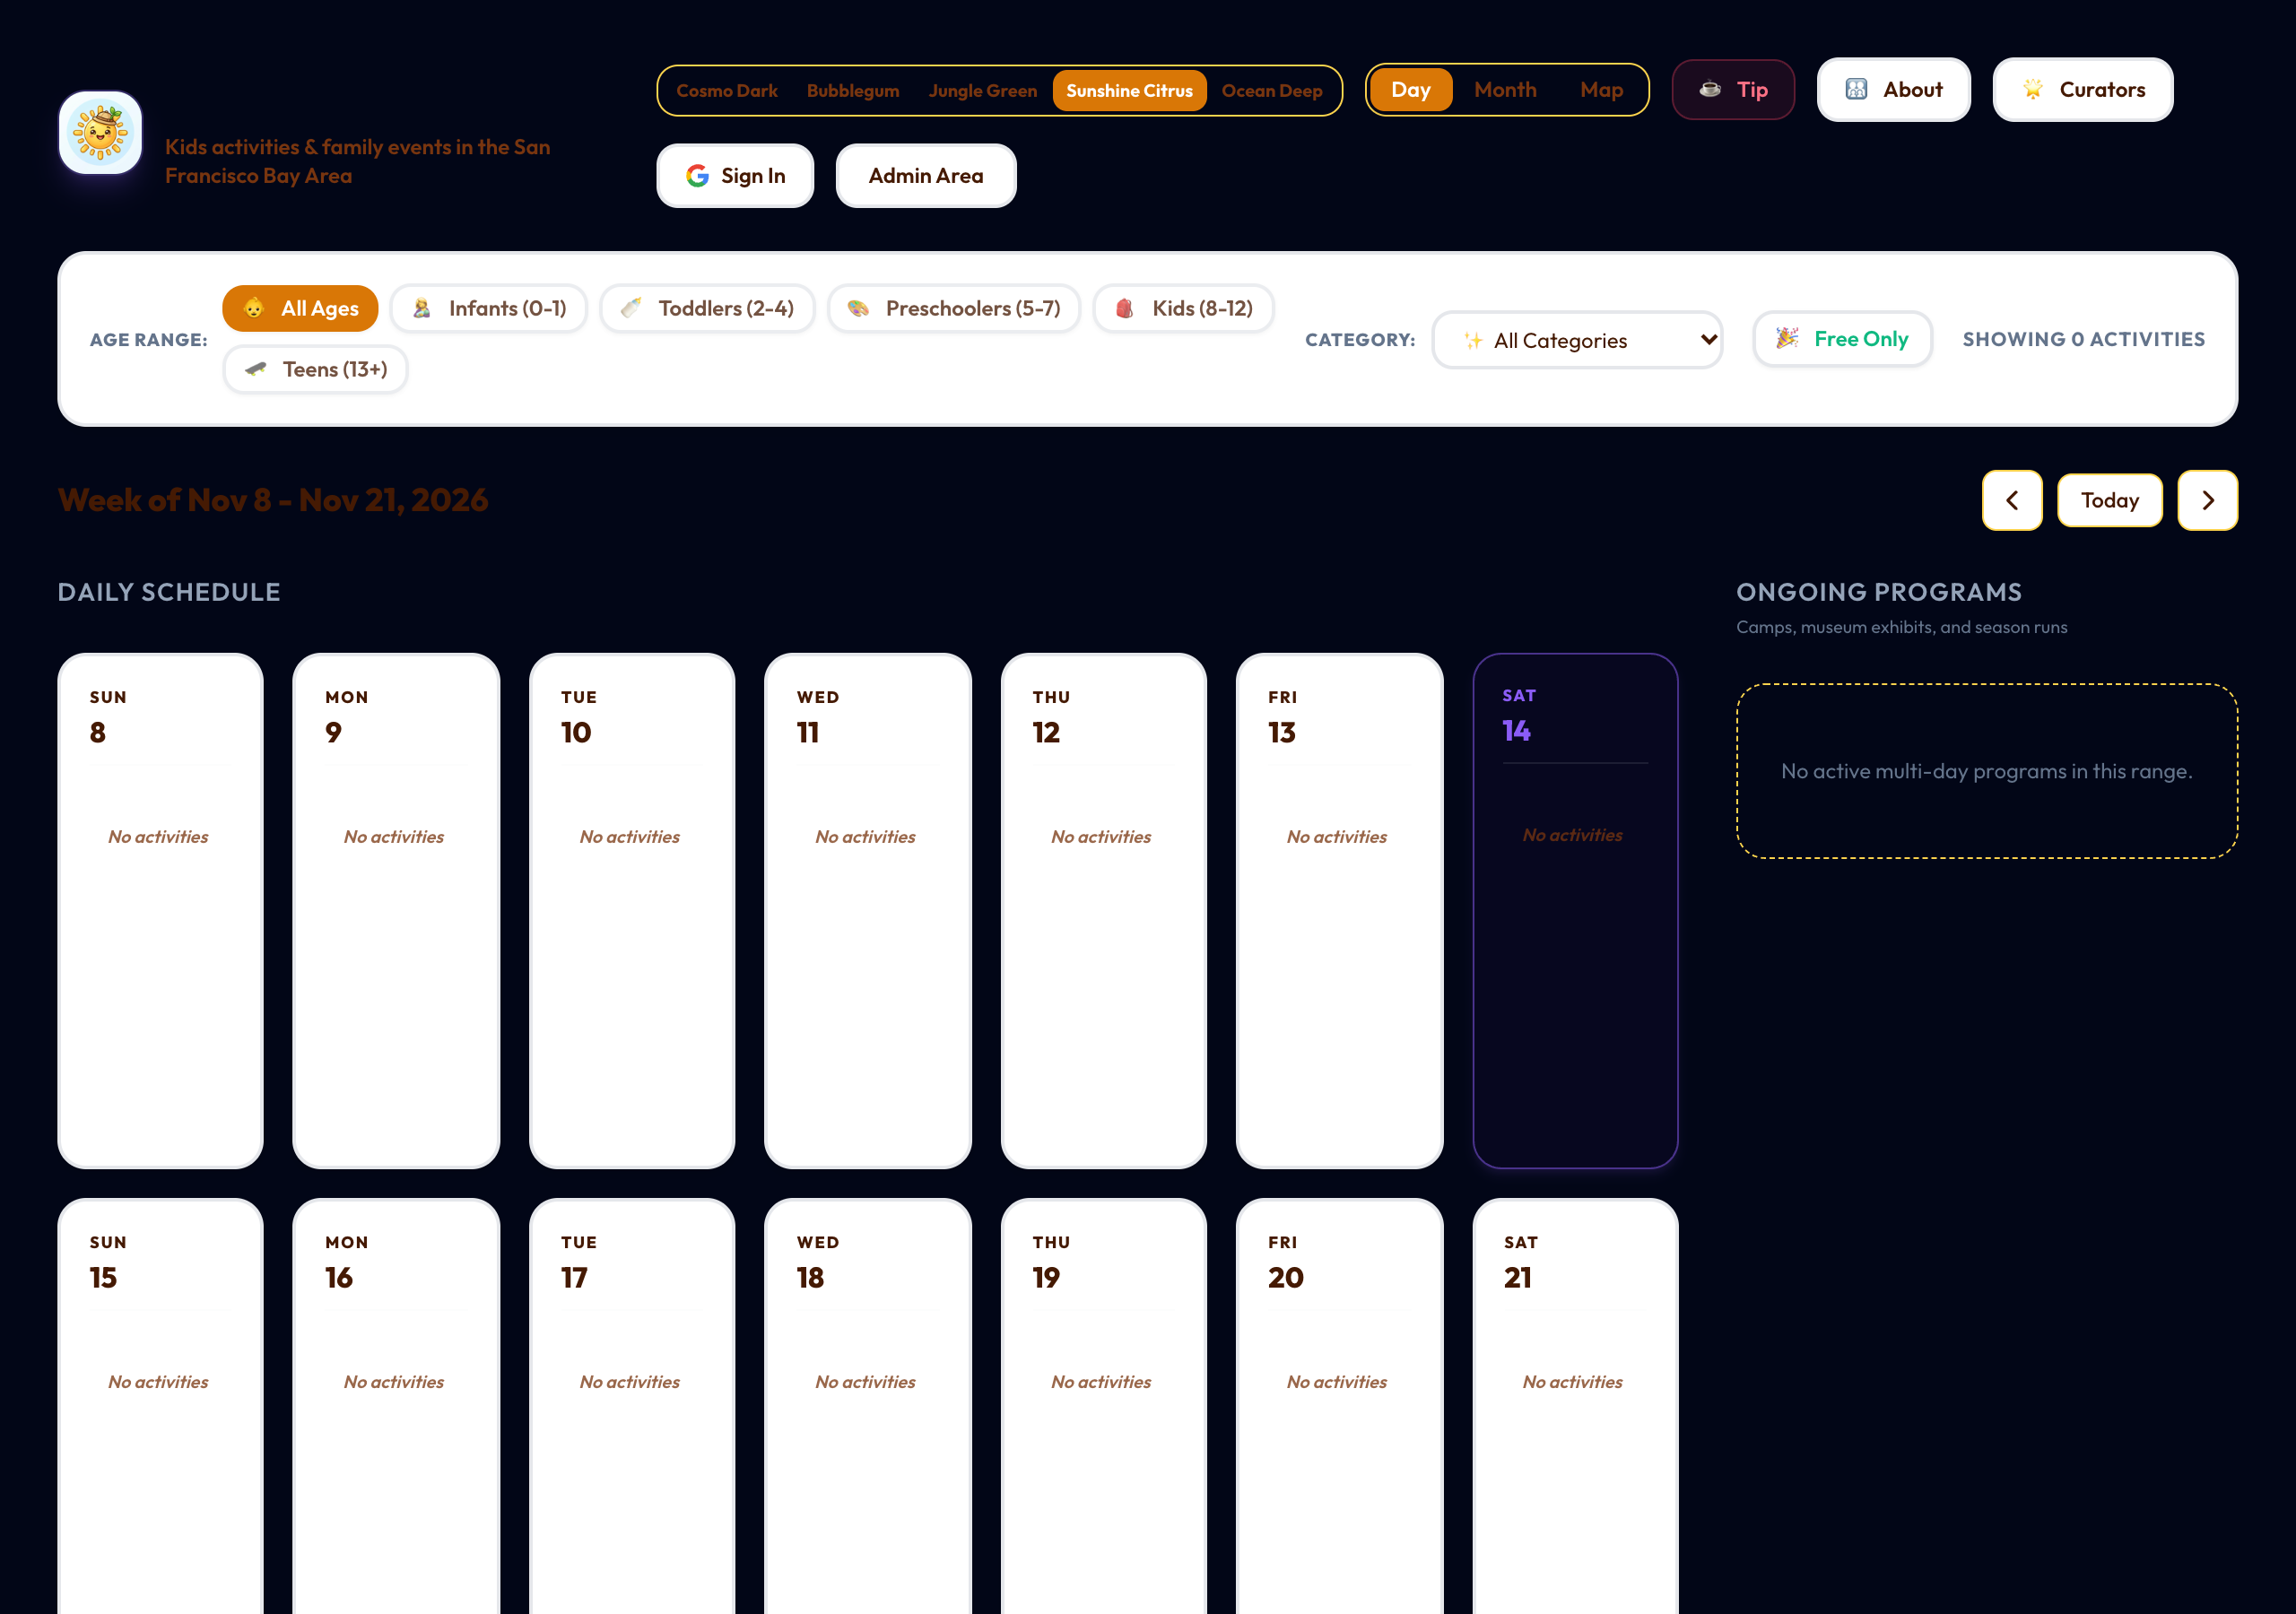 Cosmo Dark Bubblegum Jungle Green Sunshine Citrus Ocean Deep
Day Month Map
Tip
About
Curators
Kids activities & family events in the San
Francisco Bay Area
Sign In
Admin Area
AGE RANGE:
All Ages
Infants (0-1)
Toddlers (2-4)
Preschoolers (5-7)
Kids (8-12)
Teens (13+)
CATEGORY:
All Categories
Free Only
SHOWING 0 ACTIVITIES
Week of Nov 8 - Nov 21, 2026
Today
DAILY SCHEDULE
SUN
8
No activities
MON
9
No activities
TUE
10
No activities
WED
11
No activities
THU
12
No activities
FRI
13
No activities
SAT
14
No activities
SUN
15
No activities
MON
16
No activities
TUE
17
No activities
WED
18
No activities
THU
19
No activities
FRI
20
No activities
SAT
21
No activities
ONGOING PROGRAMS
Camps, museum exhibits, and season runs
No active multi-day programs in this range.